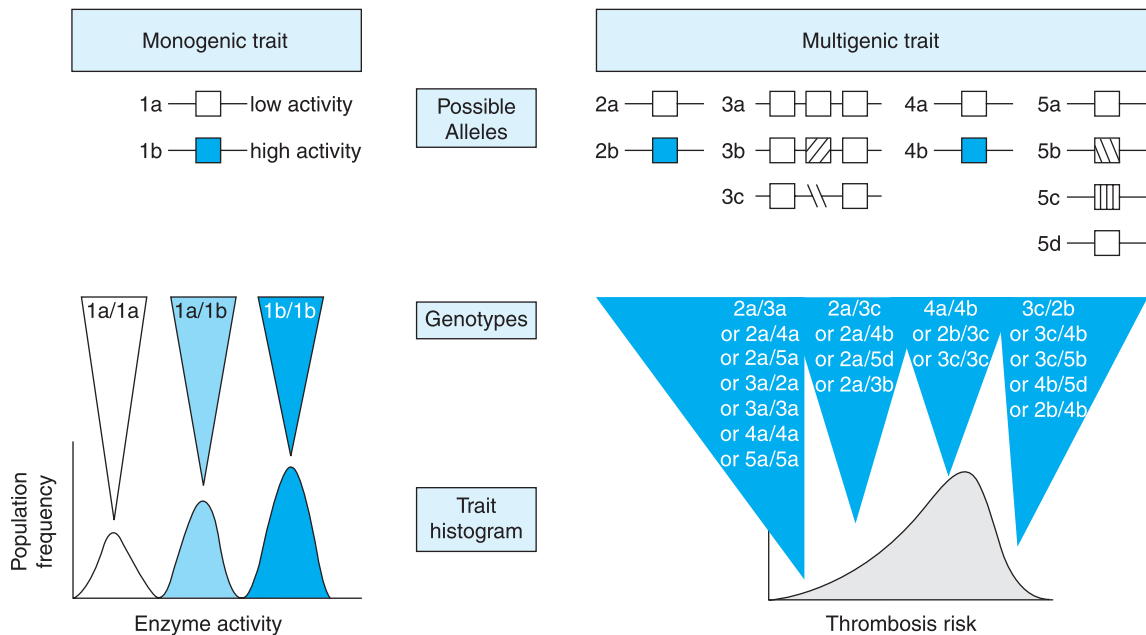 Monogenic trait
Multigenic trait
1a
low activity
1b
high activity
Possible
Alleles
2a
3a
4a
5a
2b
3b
4b
5b
3c
5c
5d
1a/1a
1a/1b
1b/1b
Genotypes
2a/3a
or 2a/4a
or 2a/5a
or 3a/2a
or 3a/3a
or 4a/4a
or 5a/5a
2a/3c
or 2a/4b
or 2a/5d
or 2a/3b
4a/4b
or 2b/3c
or 3c/3c
3c/2b
or 3c/4b
or 3c/5b
or 4b/5d
or 2b/4b
Population
frequency
Trait
histogram
Enzyme activity
Thrombosis risk